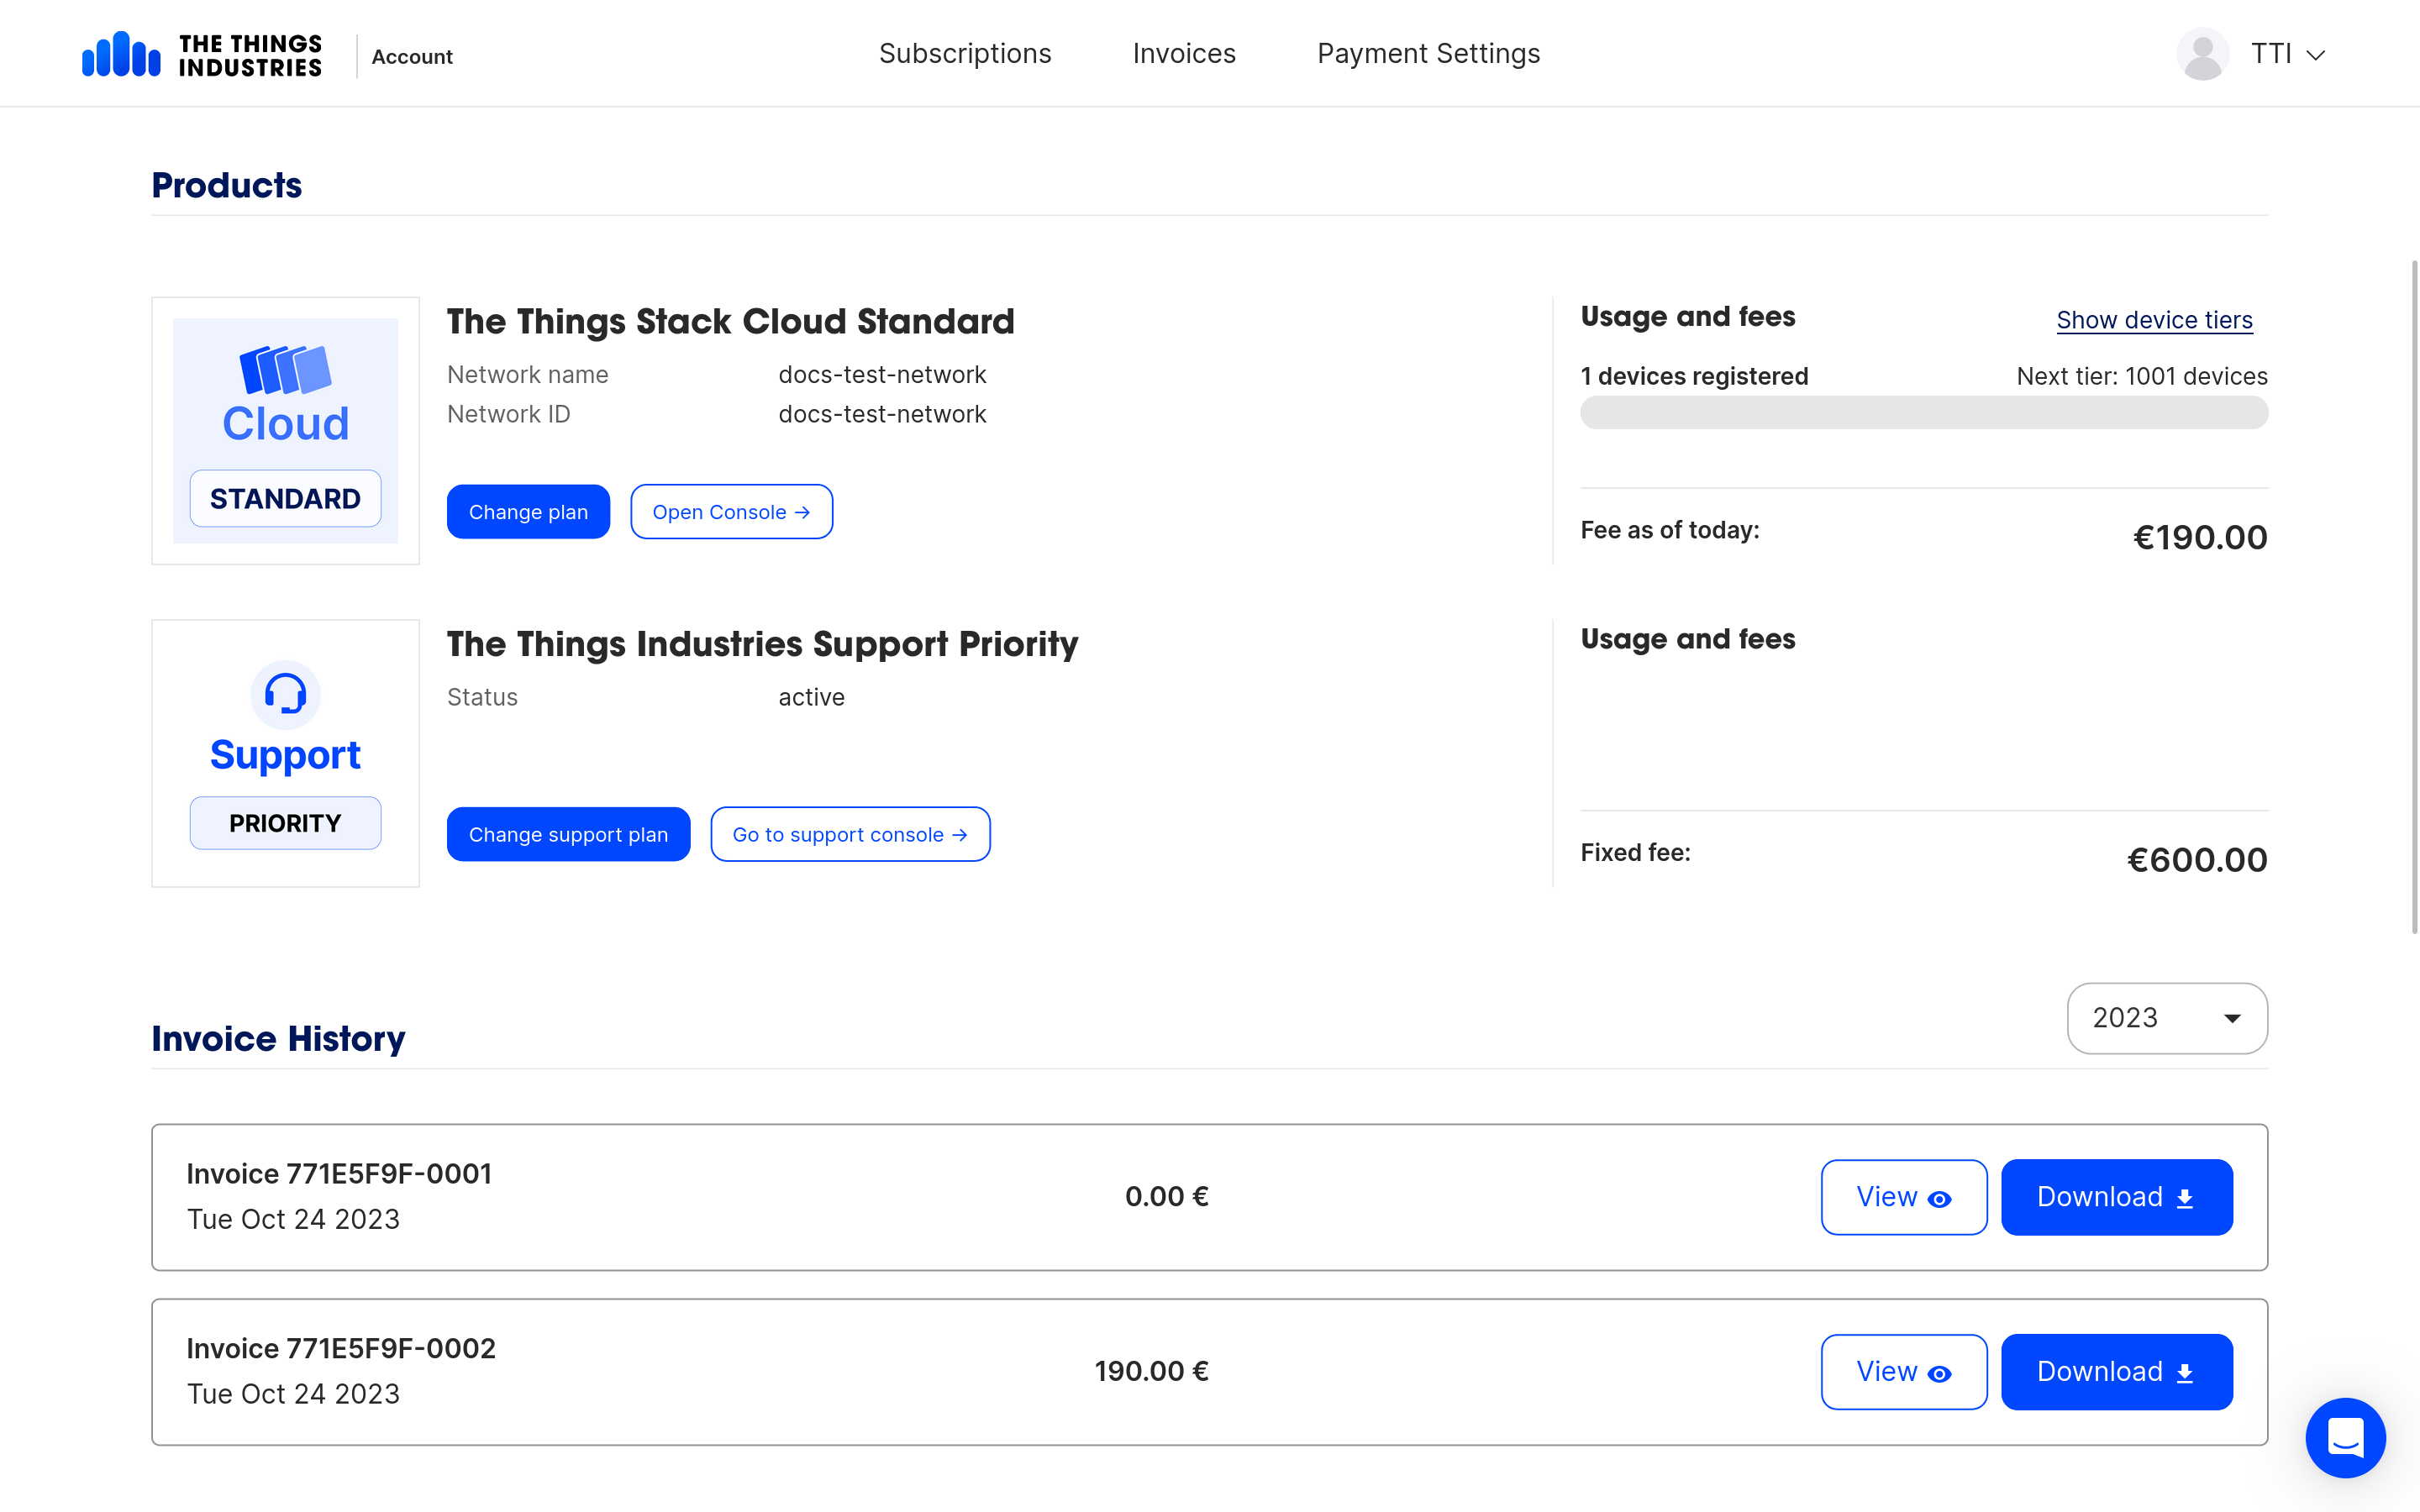 THE THINGS
INDUSTRIES
Account
Subscriptions
Invoices
Payment Settings
TTI
Products
Cloud
STANDARD
The Things Stack Cloud Standard
Network name docs-test-network
Network ID docs-test-network
Change plan
Open Console →
Usage and fees
Show device tiers
1 devices registered
Next tier: 1001 devices
Fee as of today:
€190.00
Support
PRIORITY
The Things Industries Support Priority
Status active
Change support plan
Go to support console →
Usage and fees
Fixed fee:
€600.00
Invoice History
2023
Invoice 771E5F9F-0001
Tue Oct 24 2023
0.00 €
View
Download
Invoice 771E5F9F-0002
Tue Oct 24 2023
190.00 €
View
Download